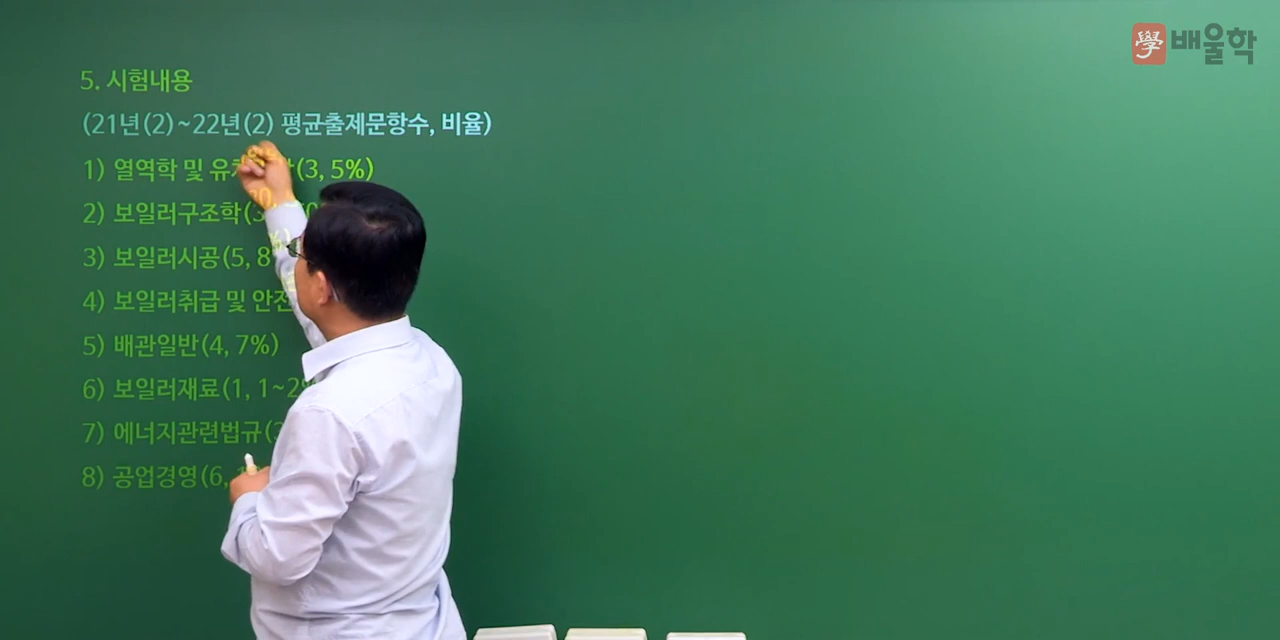 學 배울학
5. 시험내용
(21년(2)~22년(2) 평균출제문항수, 비율)
1) 열역학 및 (3, 5%)
2) 보일러구조학(3
3) 보일러시공(5, 8
4) 보일러취급 및 안전
5) 배관일반(4, 7%)
6) 보일러재료(1, 1~2
7) 에너지관련법규(
8) 공업경영(6,